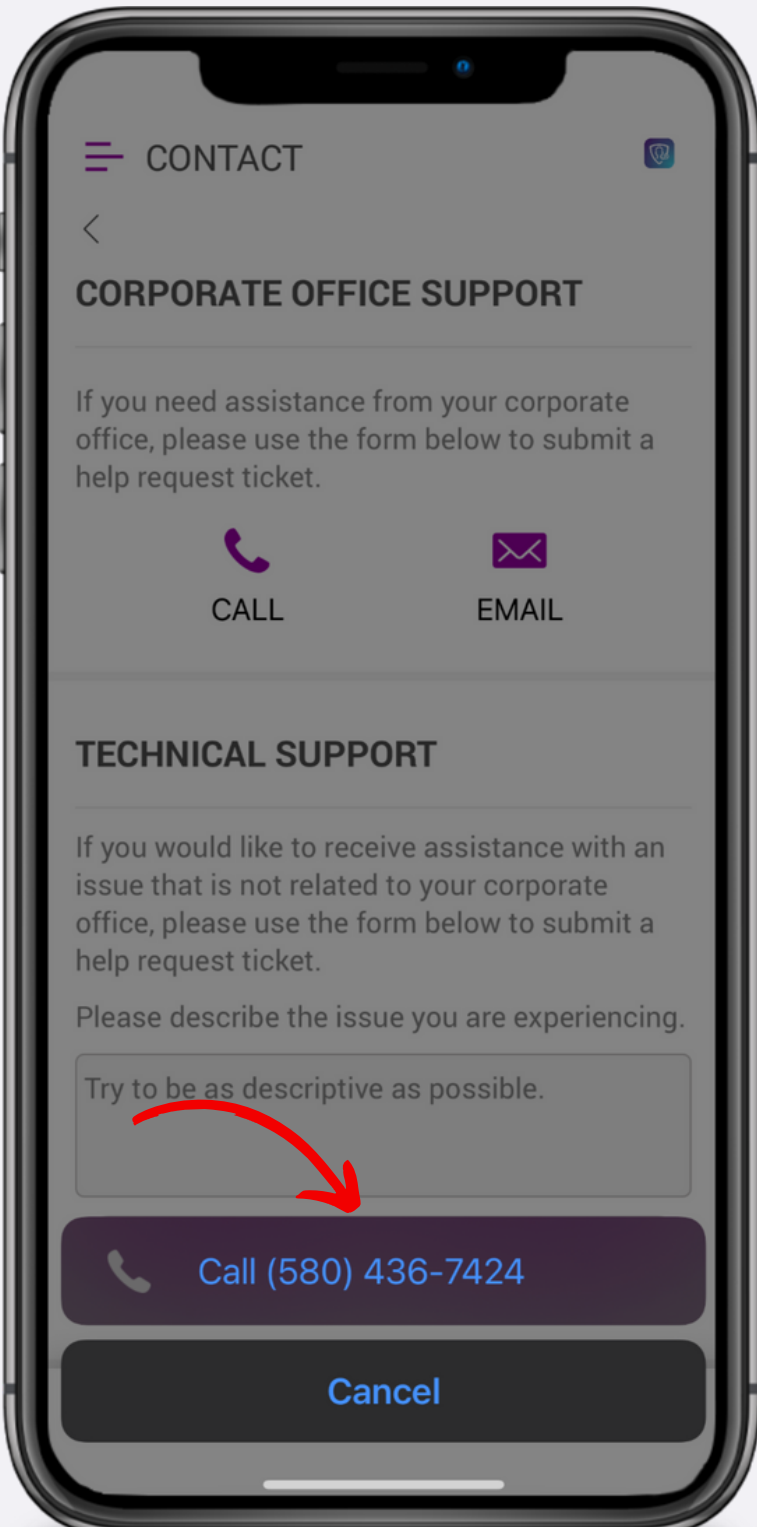 CONTACT
CORPORATE OFFICE SUPPORT
If you need assistance from your corporate
office, please use the form below to submit a
help request ticket.
CALL EMAIL
TECHNICAL SUPPORT
If you would like to receive assistance with an
issue that is not related to your corporate
office, please use the form below to submit a
help request ticket.
Please describe the issue you are experiencing.
Try to be as descriptive as possible.
Call (580) 436-7424
Cancel